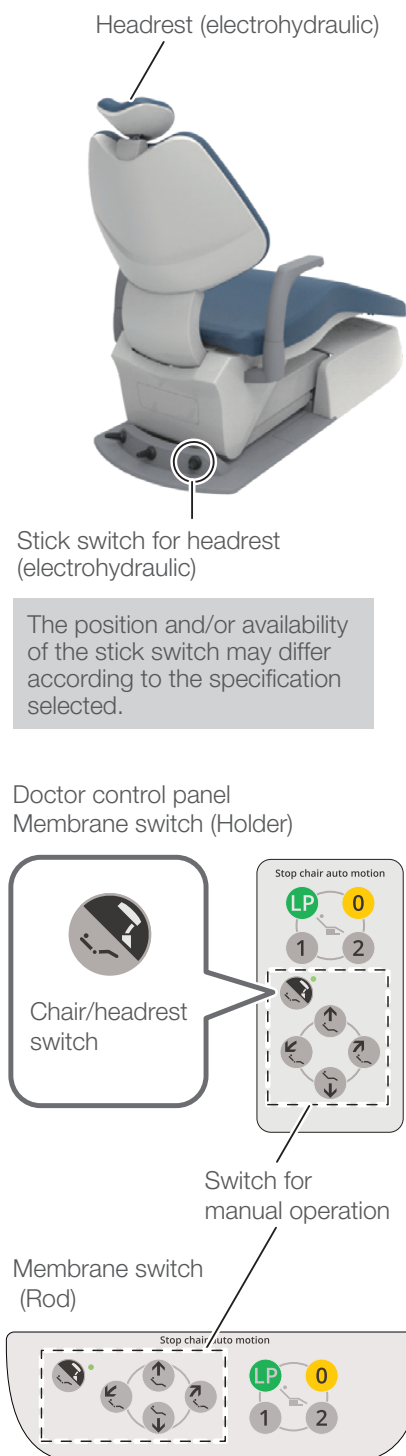 Headrest (electrohydraulic)
Stick switch for headrest
(electrohydraulic)
The position and/or availability
of the stick switch may differ
according to the specification
selected.
Doctor control panel
Membrane switch (Holder)
Stop chair auto motion
LP 0
1 2
Chair/headrest
switch
Switch for
manual operation
Membrane switch
(Rod)
Stop chair auto motion
LP 0
1 2